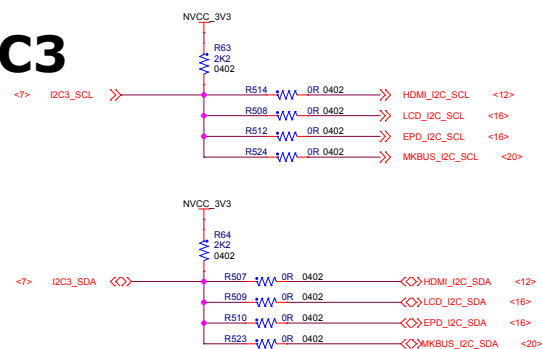 NVCC_3V3
C3
R63
2K2
0402
<7> I2C3_SCL R514 0R 0402 HDMI_I2C_SCL <12>
R508 0R 0402 LCD_I2C_SCL <16>
R512 0R 0402 EPD_I2C_SCL <16>
R524 0R 0402 MKBUS_I2C_SCL <20>
NVCC_3V3
R64
2K2
0402
<7> I2C3_SDA R507 0R 0402 HDMI_I2C_SDA <12>
R509 0R 0402 LCD_I2C_SDA <16>
R510 0R 0402 EPD_I2C_SDA <16>
R523 0R 0402 MKBUS_I2C_SDA <20>